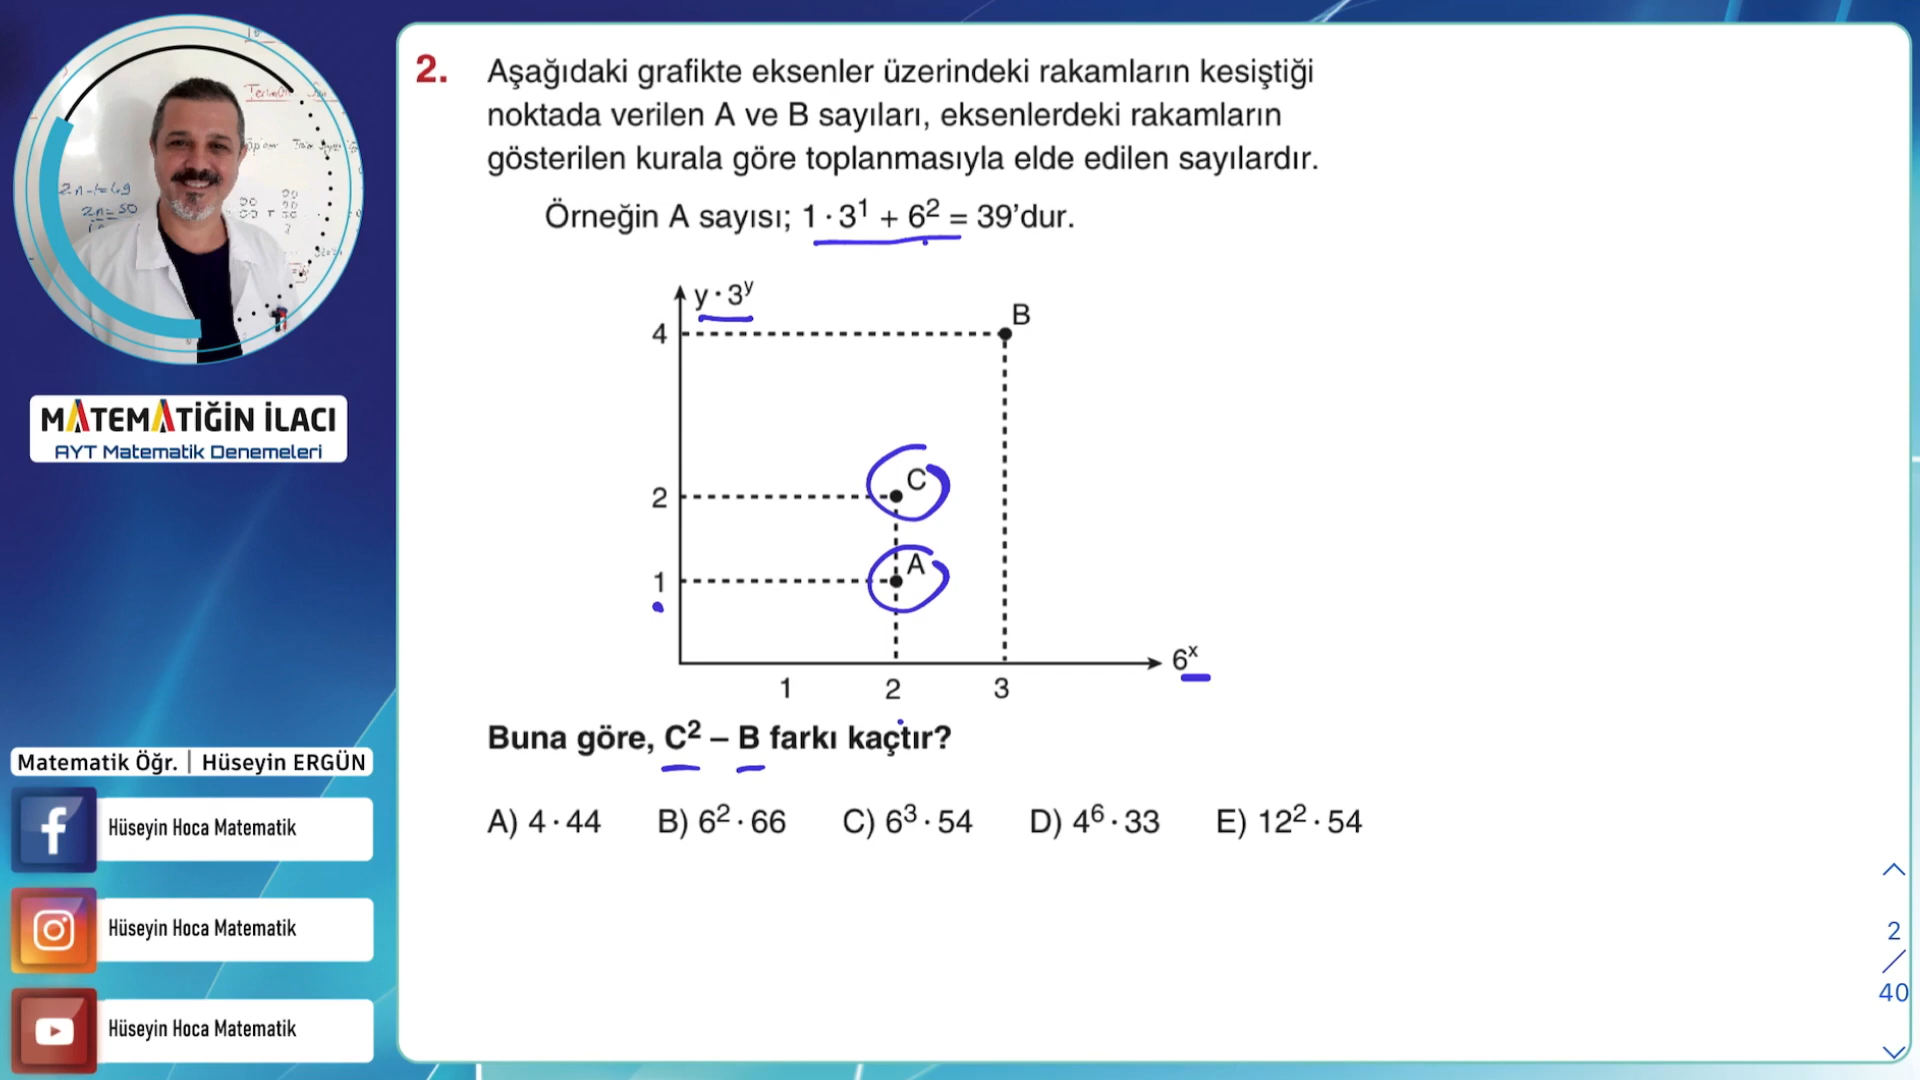 2. Aşağıdaki grafikte eksenler üzerindeki rakamların kesiştiği
noktada verilen A ve B sayıları, eksenlerdeki rakamların
gösterilen kurala göre toplanmasıyla elde edilen sayılardır.
Örneğin A sayısı; 1 · 3¹ + 6² = 39’dur.
y · 3ʸ
B
4
C
2
A
1
6ˣ
1 2 3
Buna göre, C² – B farkı kaçtır?
A) 4 · 44 B) 6² · 66 C) 6³ · 54 D) 4⁶ · 33 E) 12² · 54
MATEMATİĞİN İLACI
AYT Matematik Denemeleri
Matematik Öğr. | Hüseyin ERGÜN
Hüseyin Hoca Matematik
Hüseyin Hoca Matematik
Hüseyin Hoca Matematik
2
/
40